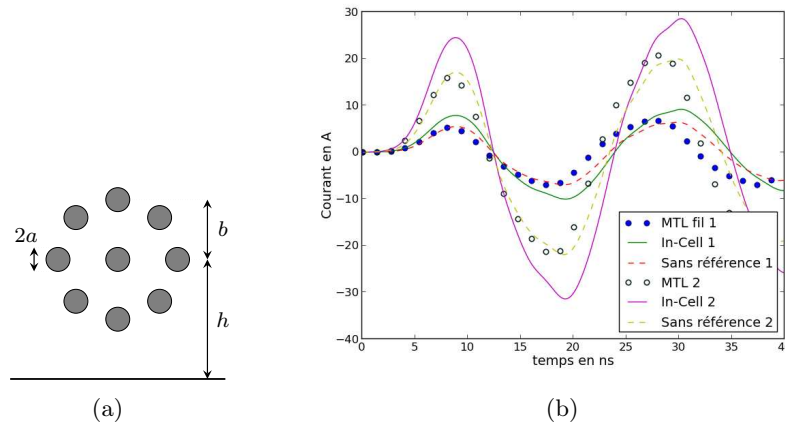 2a
b
h
(a)
30
20
10
0
−10
−20
−30
−40
Courant en A
0
5
10
15
20
25
30
35
40
temps en ns
MTL fil 1
In-Cell 1
Sans référence 1
MTL 2
In-Cell 2
Sans référence 2
(b)